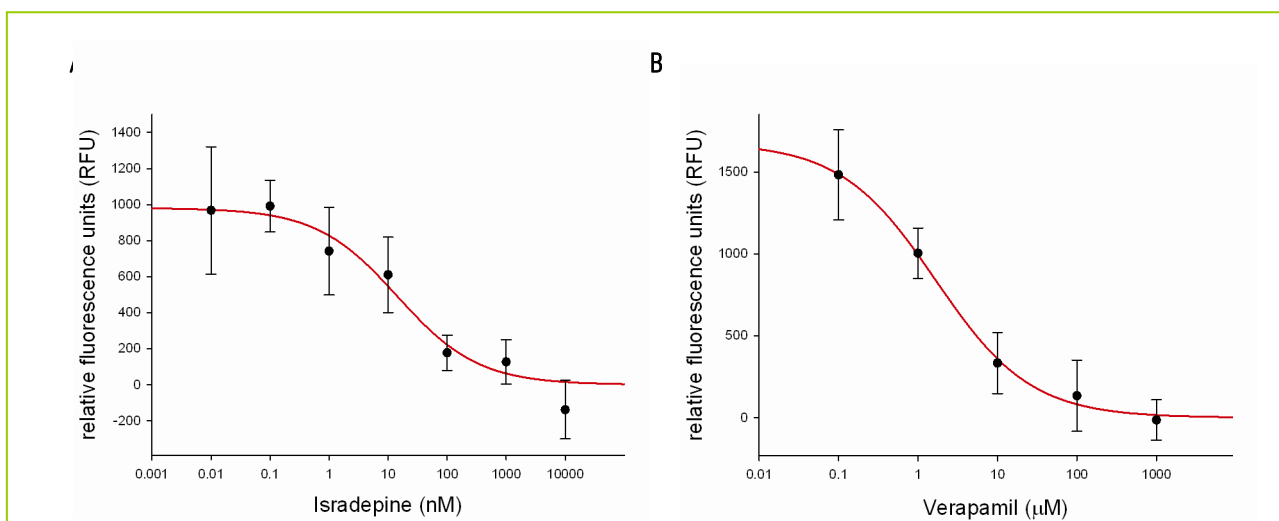 A
B
relative fluorescence units (RFU)
1400
1200
1000
800
600
400
200
0
-200
0.001 0.01 0.1 1 10 100 1000 10000
Isradepine (nM)
relative fluorescence units (RFU)
1500
1000
500
0
0.01 0.1 1 10 100 1000
Verapamil (μM)